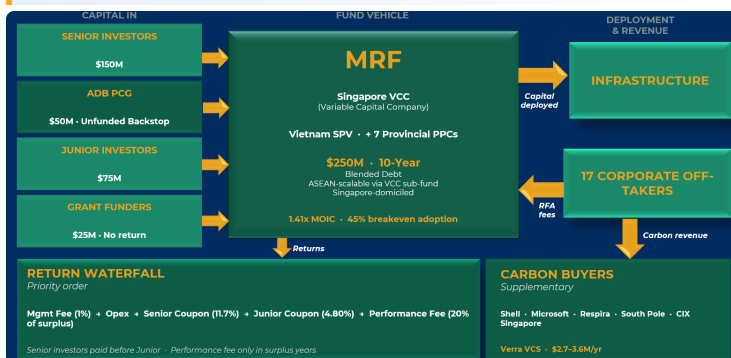 CAPITAL IN
SENIOR INVESTORS
$150M
ADB PCG
$50M · Unfunded Backstop
JUNIOR INVESTORS
$75M
GRANT FUNDERS
$25M · No return
FUND VEHICLE
MRF
Singapore VCC
(Variable Capital Company)
Vietnam SPV · + 7 Provincial PPCs
$250M · 10-Year
Blended Debt
ASEAN-scalable via VCC sub-fund
Singapore-domiciled
1.41x MOIC · 45% breakeven adoption
DEPLOYMENT
& REVENUE
Capital
deployed
INFRASTRUCTURE
17 CORPORATE OFF-
TAKERS
RFA
fees
Carbon revenue
Returns
RETURN WATERFALL
Priority order
Mgmt Fee (1%) → Opex → Senior Coupon (11.7%) → Junior Coupon (4.80%) → Performance Fee (20%
of surplus)
Senior investors paid before Junior · Performance fee only in surplus years
CARBON BUYERS
Supplementary
Shell · Microsoft · Respira · South Pole · CIX
Singapore
Verra VCS · $2.7–3.6M/yr